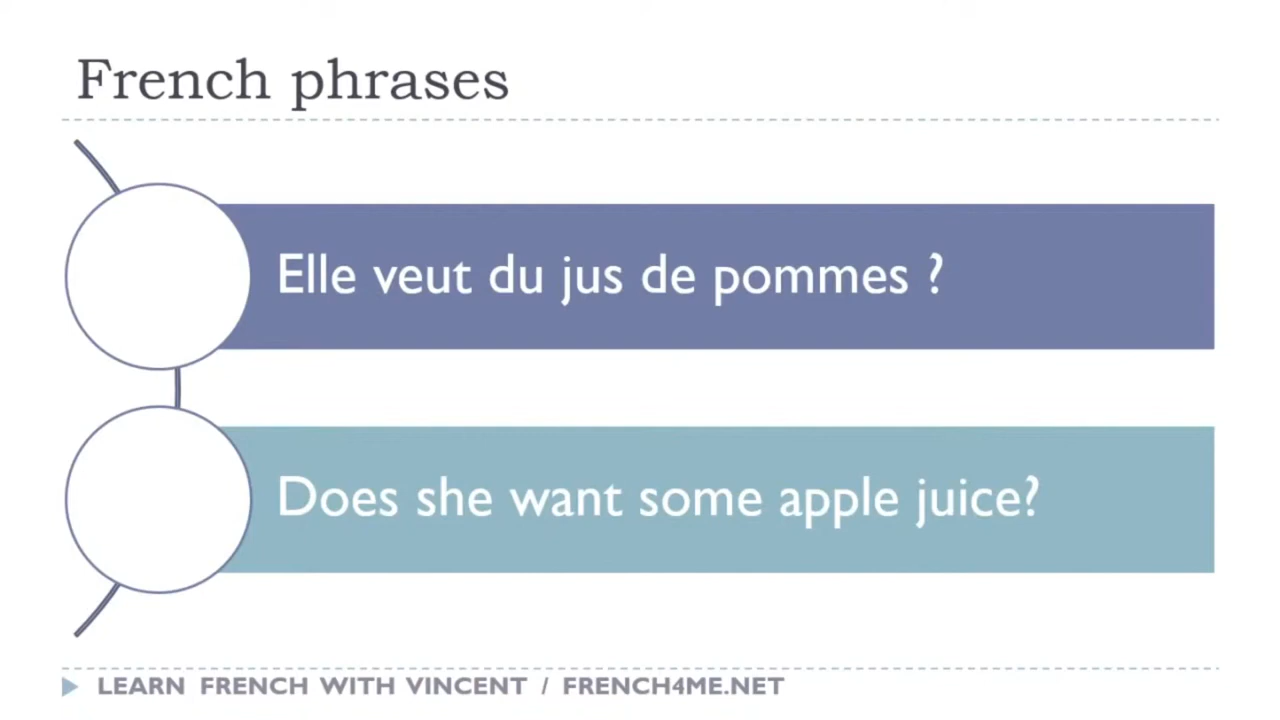 French phrases
Elle veut du jus de pommes ?
Does she want some apple juice?
LEARN FRENCH WITH VINCENT / FRENCH4ME.NET